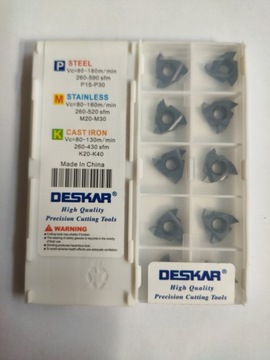 P STEEL
Vc=85-180m/min
260-590 sfm
P15-P30
M STAINLESS
Vc=80-160m/min
260-520 sfm
M20-M30
K CAST IRON
Vc=80-130m/min
260-430 sfm
K20-K40
Made In China
DESKAR®
High Quality
Precision Cutting Tools
WARNING
DESKAR®
High Quality
Precision Cutting Tools